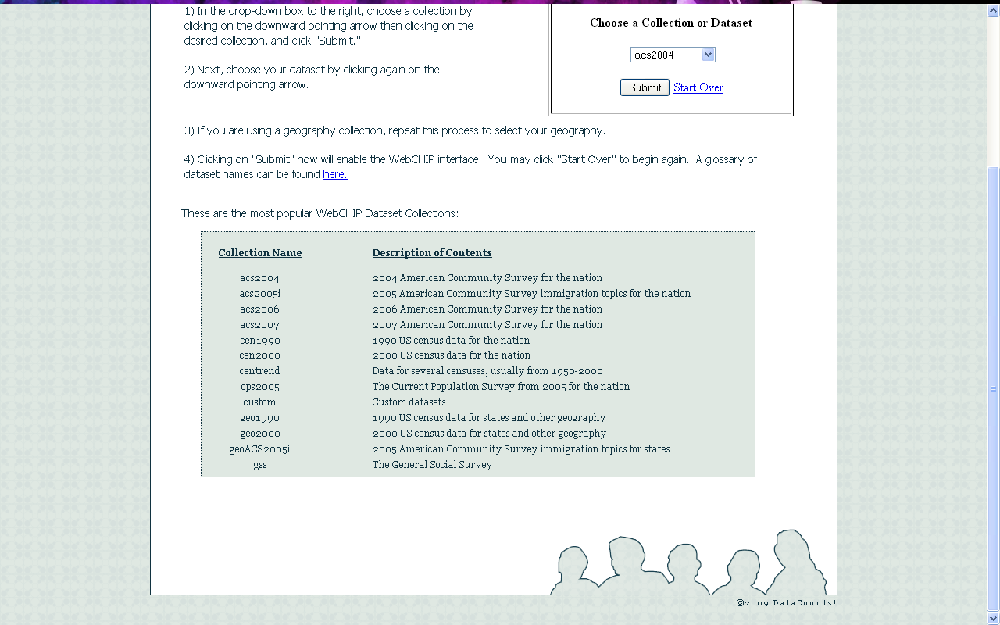 1) In the drop-down box to the right, choose a collection by
clicking on the downward pointing arrow then clicking on the
desired collection, and click "Submit."
2) Next, choose your dataset by clicking again on the
downward pointing arrow.
Choose a Collection or Dataset
acs2004
Submit Start Over
3) If you are using a geography collection, repeat this process to select your geography.
4) Clicking on "Submit" now will enable the WebCHIP interface.  You may click "Start Over" to begin again.  A glossary of
dataset names can be found here.
These are the most popular WebCHIP Dataset Collections:
Collection Name Description of Contents
acs2004 2004 American Community Survey for the nation
acs2005i 2005 American Community Survey immigration topics for the nation
acs2006 2006 American Community Survey for the nation
acs2007 2007 American Community Survey for the nation
cen1990 1990 US census data for the nation
cen2000 2000 US census data for the nation
centrend Data for several censuses, usually from 1950-2000
cps2005 The Current Population Survey from 2005 for the nation
custom Custom datasets
geo1990 1990 US census data for states and other geography
geo2000 2000 US census data for states and other geography
geoACS2005i 2005 American Community Survey immigration topics for states
gss The General Social Survey
©2009 DataCounts!